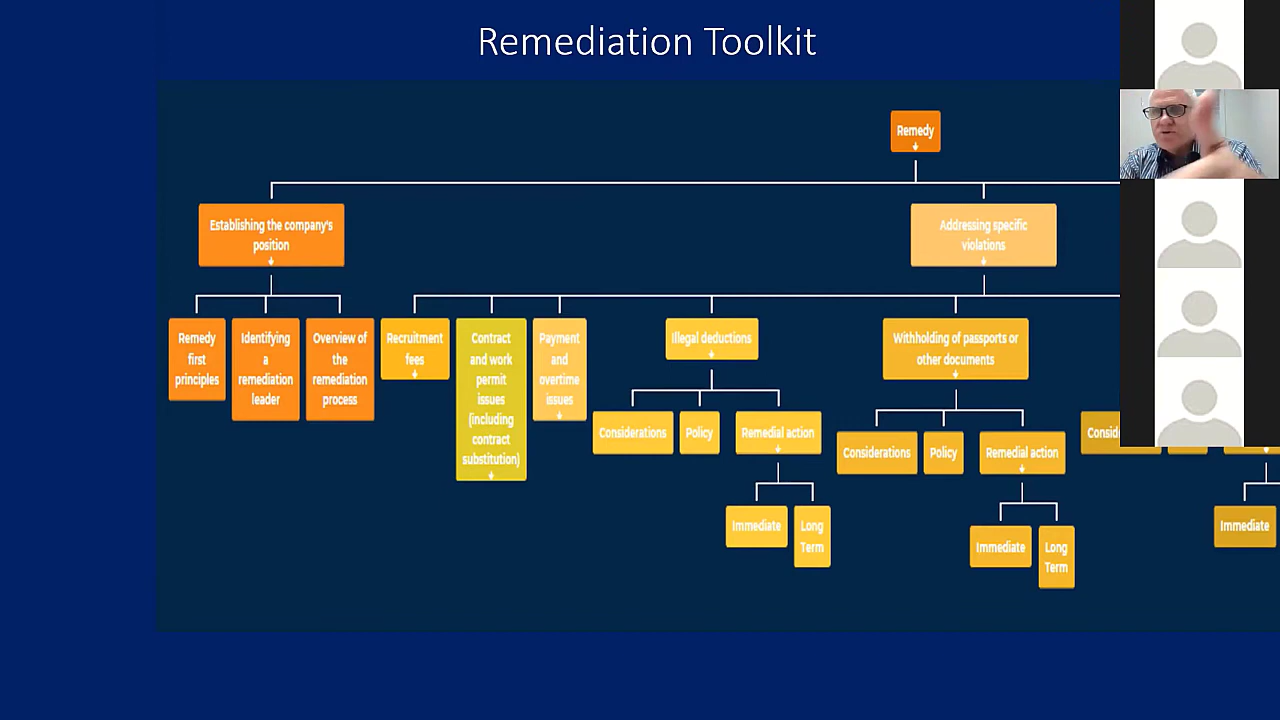 Remediation Toolkit
Remedy
Establishing the company's
position
Addressing specific
violations
Remedy
first
principles
Identifying
a
remediation
leader
Overview of
the
remediation
process
Recruitment
fees
Contract
and work
permit
issues
(including
contract
substitution)
Payment
and
overtime
issues
Illegal deductions
Withholding of passports or
other documents
Considerations
Policy
Remedial action
Considerations
Policy
Remedial action
Immediate
Long
Term
Immediate
Long
Term
Immediate